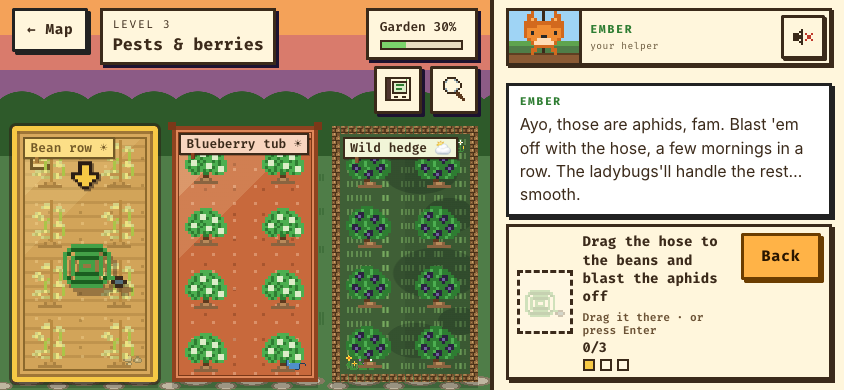 ← Map
LEVEL 3
Pests & berries
Garden 30%
Bean row ☀
Blueberry tub ☀
Wild hedge ⛅
EMBER
your helper
EMBER
Ayo, those are aphids, fam. Blast 'em
off with the hose, a few mornings in a
row. The ladybugs'll handle the rest...
smooth.
Drag the hose to
the beans and
blast the aphids
off
Drag it there · or
press Enter
0/3
Back